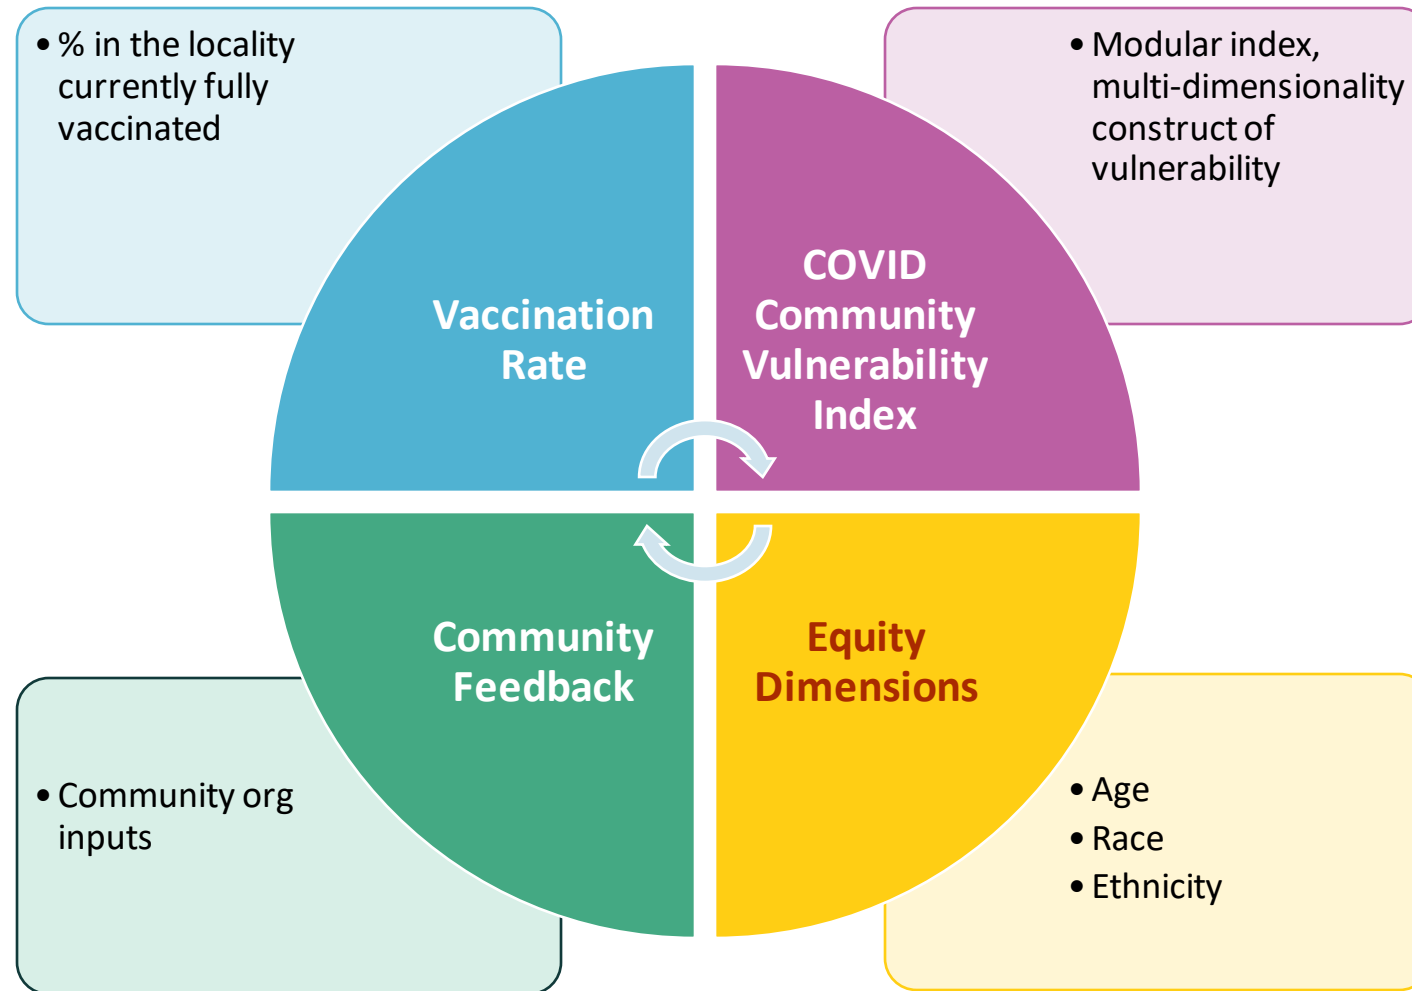 • % in the locality
currently fully
vaccinated
• Modular index,
multi-dimensionality
construct of
vulnerability
Vaccination
Rate
COVID
Community
Vulnerability
Index
Community
Feedback
Equity
Dimensions
• Community org
inputs
• Age
• Race
• Ethnicity